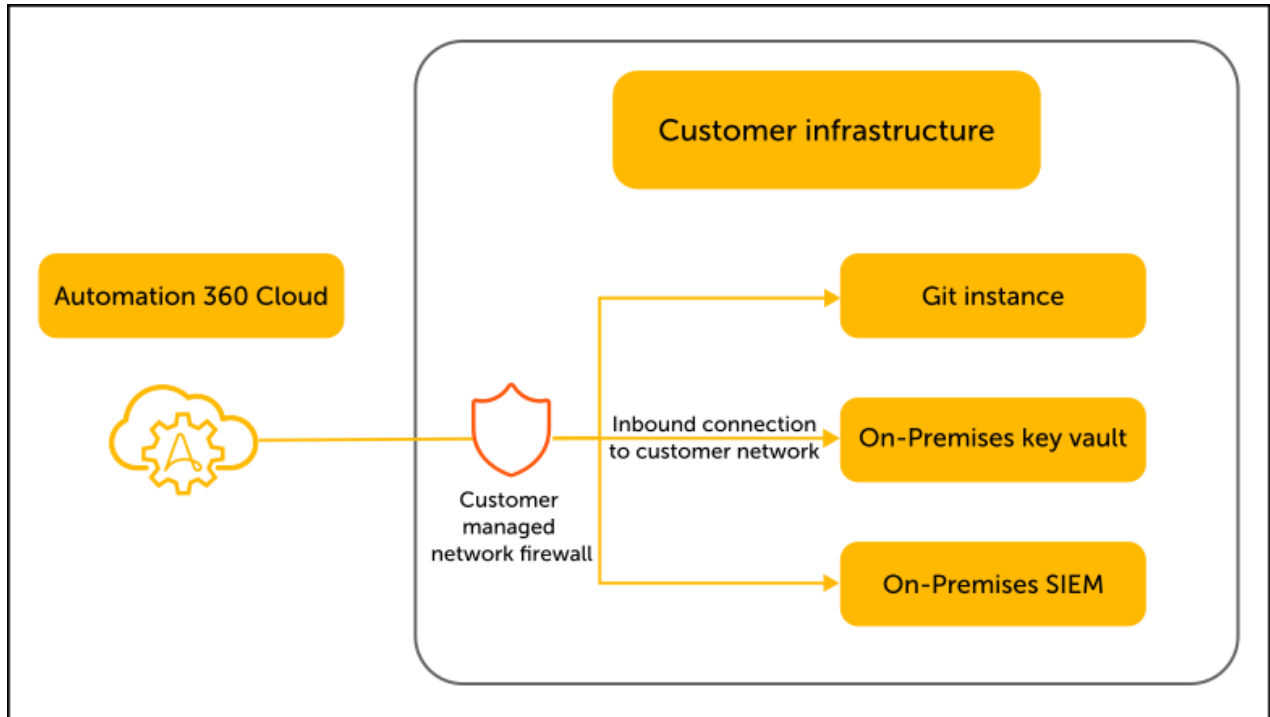 Customer infrastructure
Automation 360 Cloud
Git instance
Inbound connection
to customer network
On-Premises key vault
Customer
managed
network firewall
On-Premises SIEM